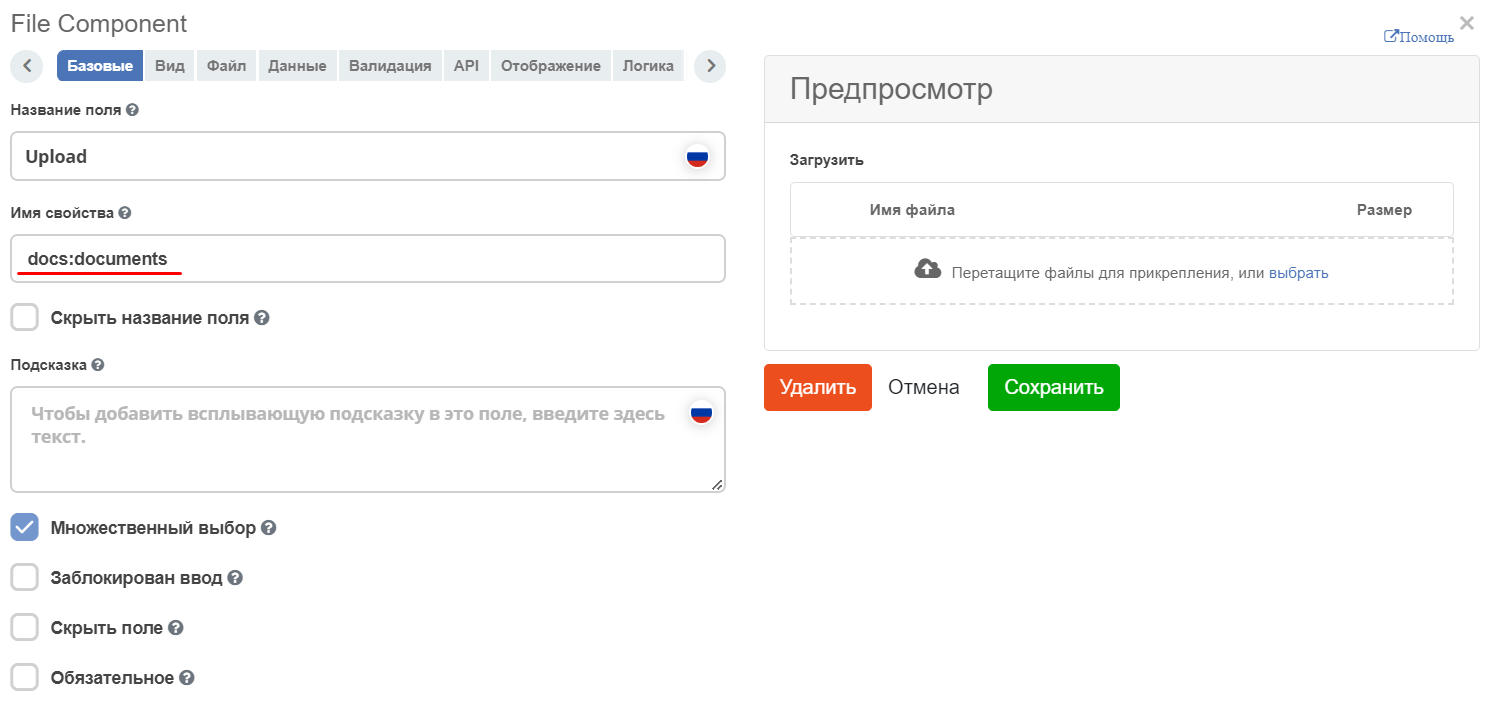 File Component
Помощь
Базовые Вид Файл Данные Валидация API Отображение Логика
Название поля
Upload
Имя свойства
docs:documents
Скрыть название поля
Подсказка
Чтобы добавить всплывающую подсказку в это поле, введите здесь
текст.
Множественный выбор
Заблокирован ввод
Скрыть поле
Обязательное
Предпросмотр
Загрузить
Имя файла Размер
Перетащите файлы для прикрепления, или выбрать
Удалить Отмена Сохранить